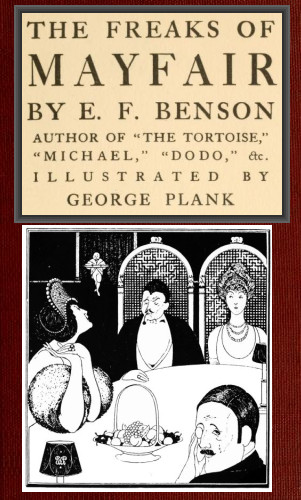 THE FREAKS OF
MAYFAIR
BY E. F. BENSON
AUTHOR OF "THE TORTOISE,"
"MICHAEL," "DODO," &c.
ILLUSTRATED BY
GEORGE PLANK